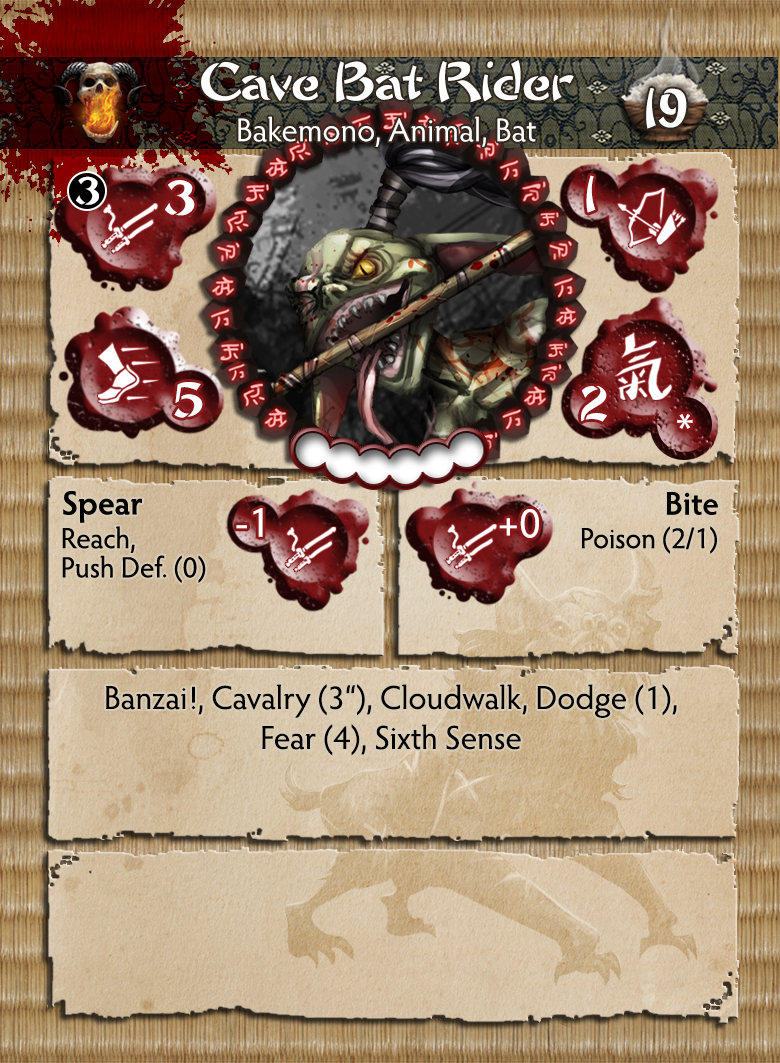 Cave Bat Rider
19
Bakemono, Animal, Bat
3 3
1
5
氣
2 *
Spear
-1
+0
Bite
Reach,
Push Def. (0)
Poison (2/1)
Banzai!, Cavalry (3"), Cloudwalk, Dodge (1),
Fear (4), Sixth Sense